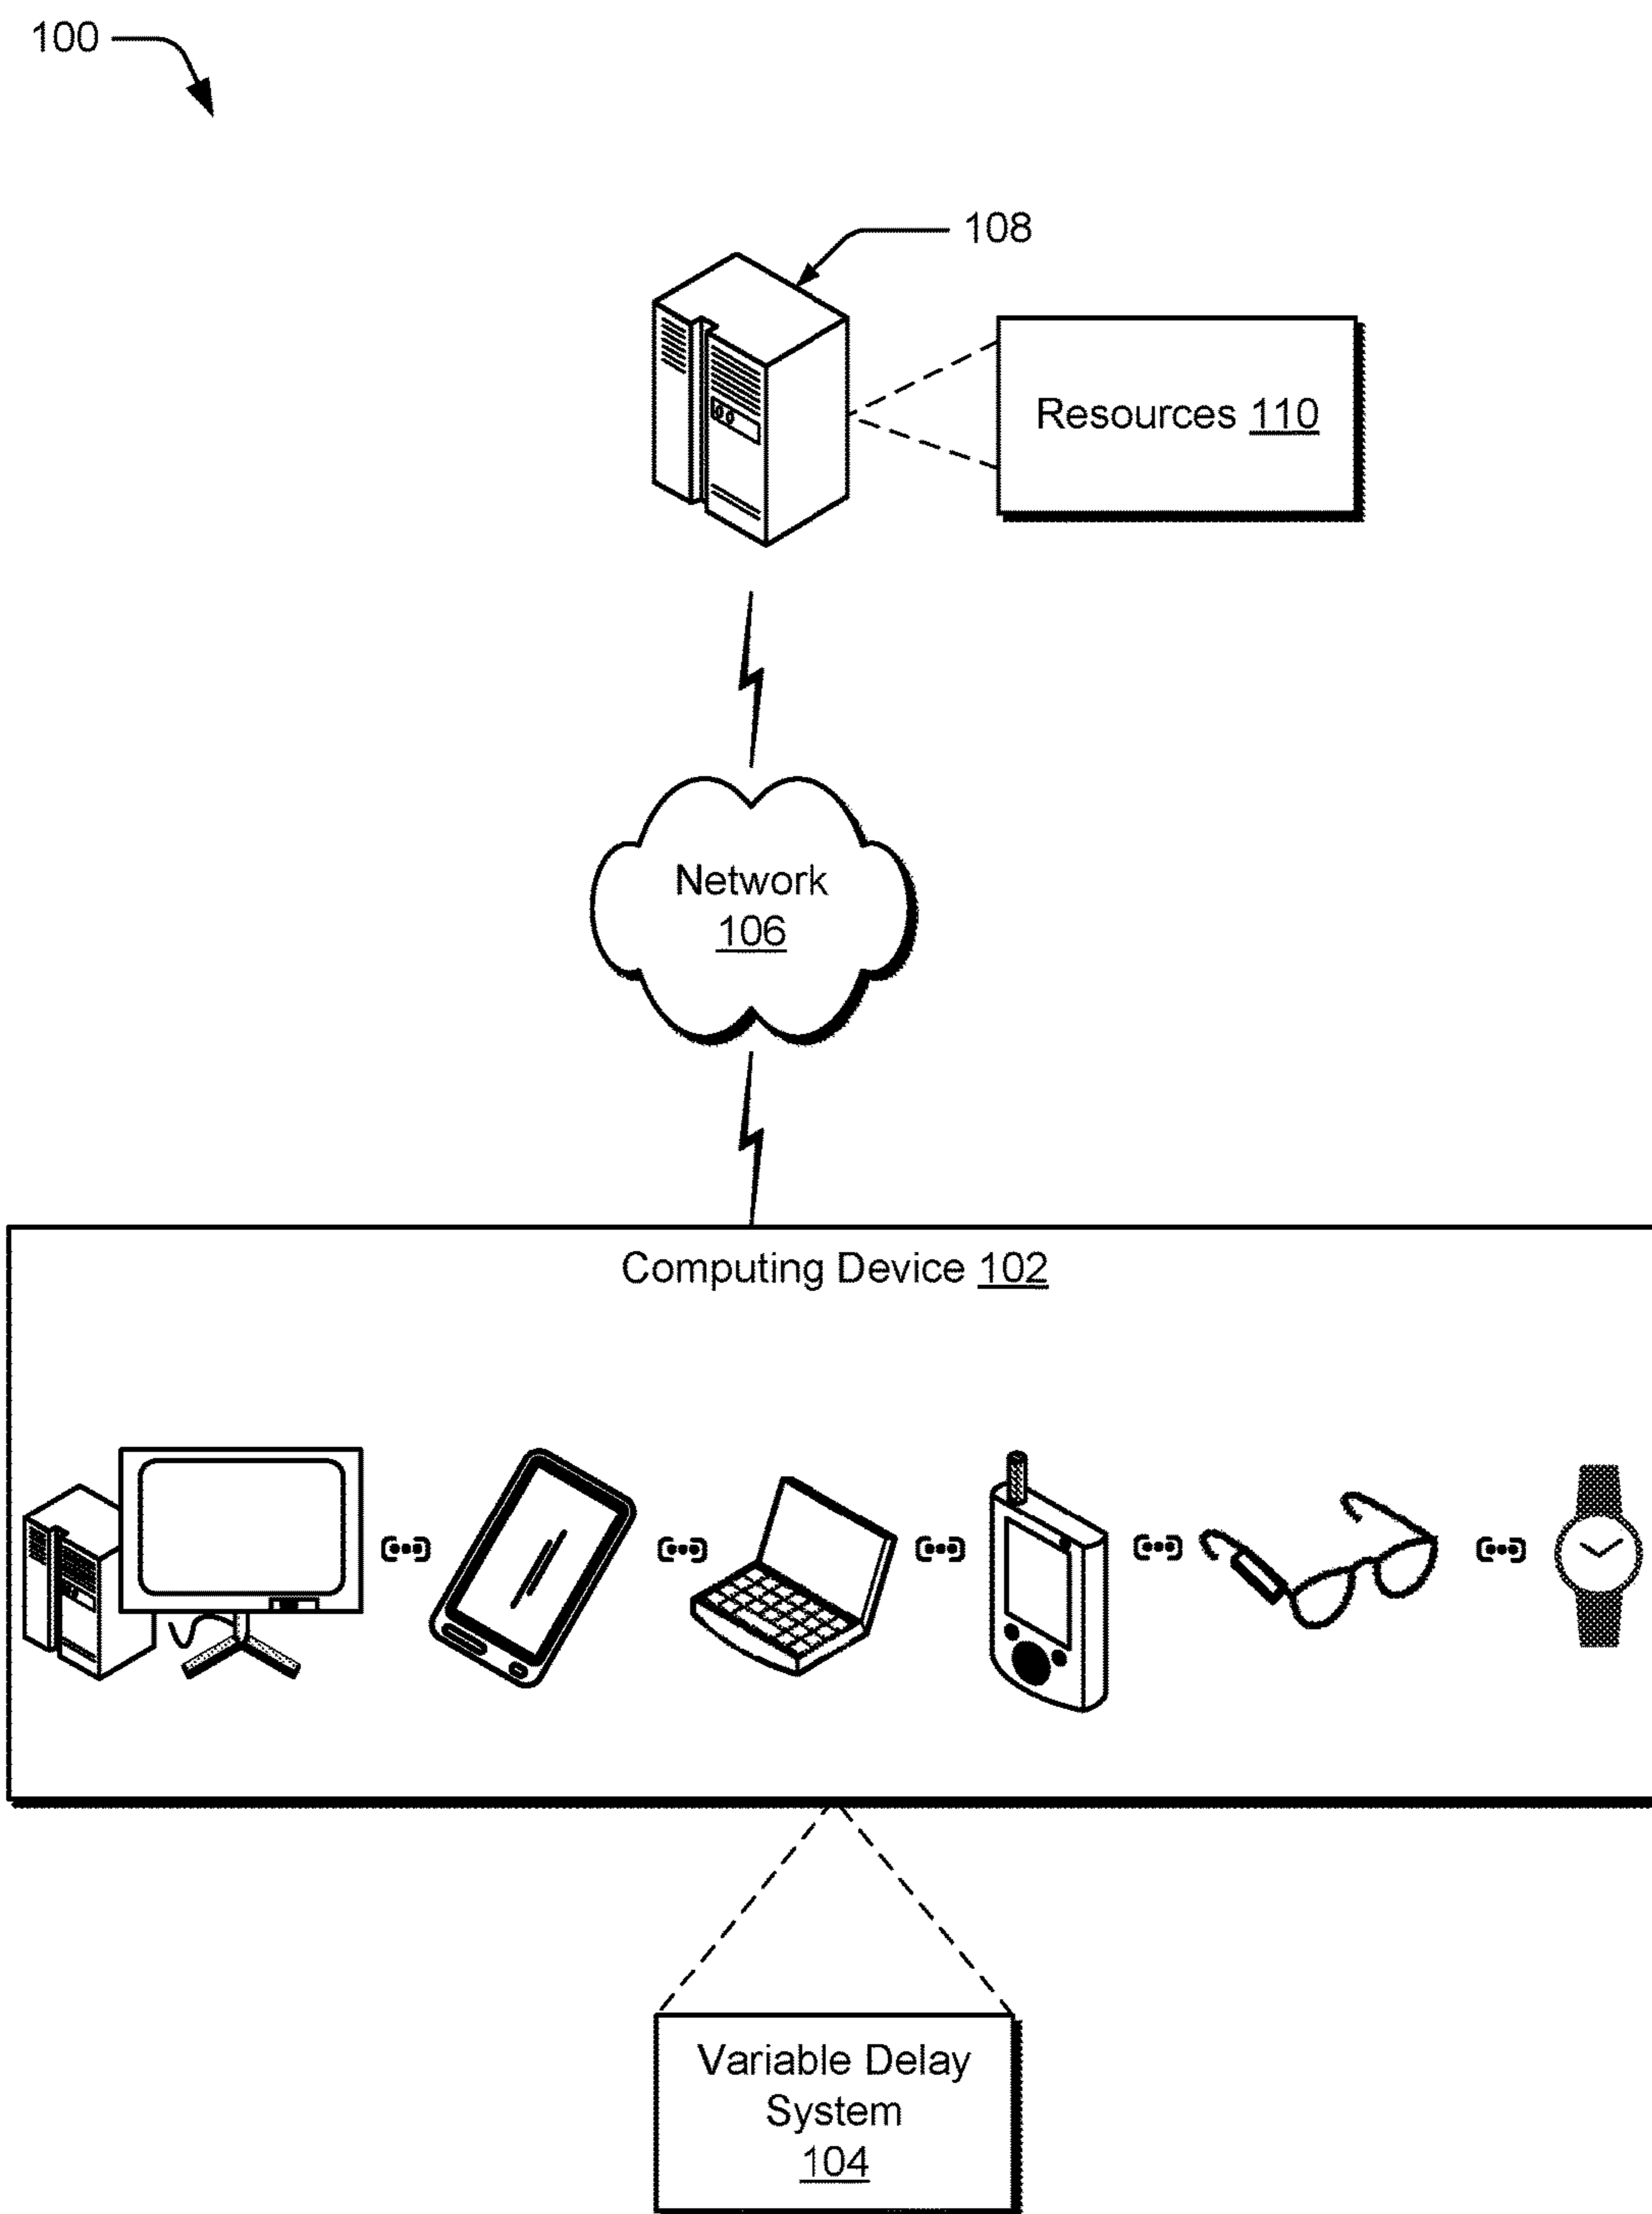 100
108
Resources 110
Network
106
Computing Device 102
Variable Delay
System
104